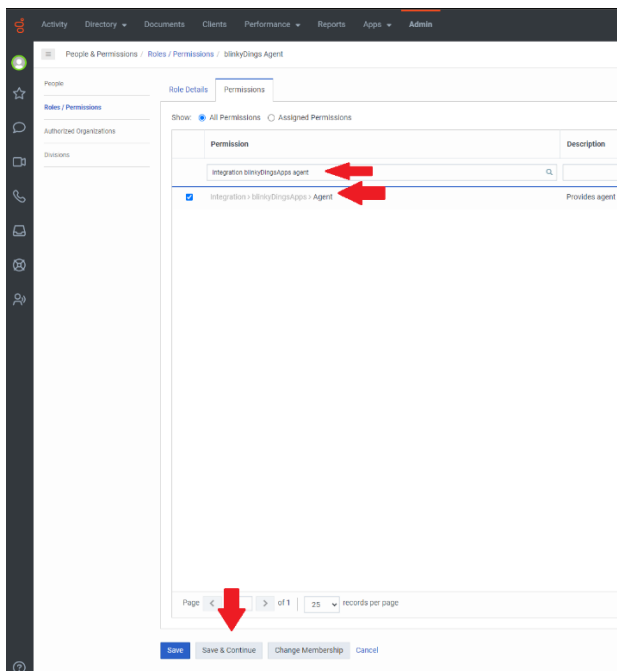 Activity Directory Documents Clients Performance Reports Apps Admin
People & Permissions / Roles / Permissions / blinkyDings Agent
People
Roles / Permissions
Authorized Organizations
Divisions
Role Details Permissions
Show: All Permissions Assigned Permissions
Permission Description
integration blinkyDingsApps agent
Integration › blinkyDingsApps › Agent Provides agent
Page of 1 25 records per page
Save Save & Continue Change Membership Cancel